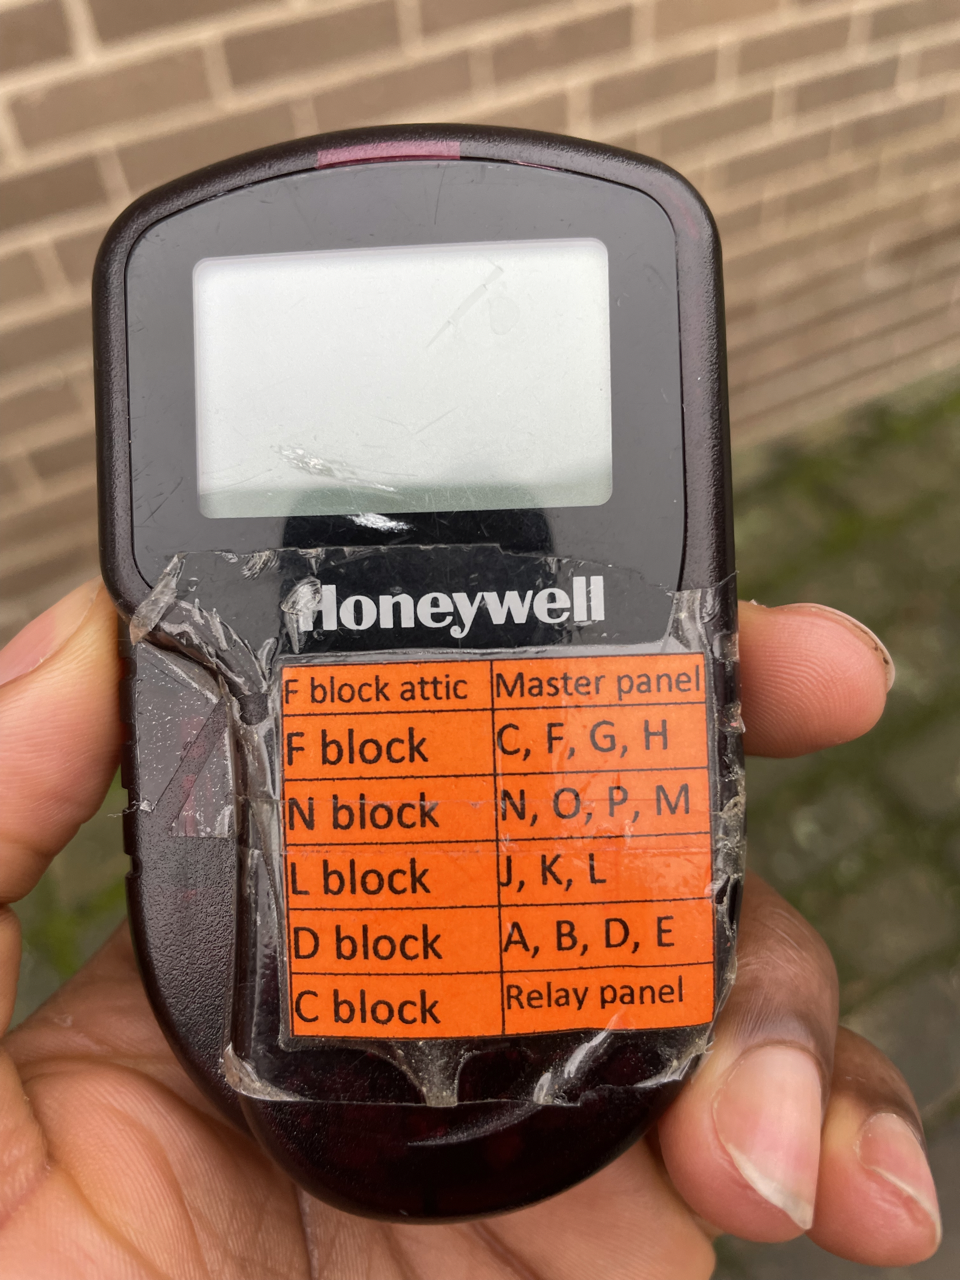 Honeywell
F block attic Master panel
F block C, F, G, H
N block N, O, P, M
L block J, K, L
D block A, B, D, E
C block Relay panel